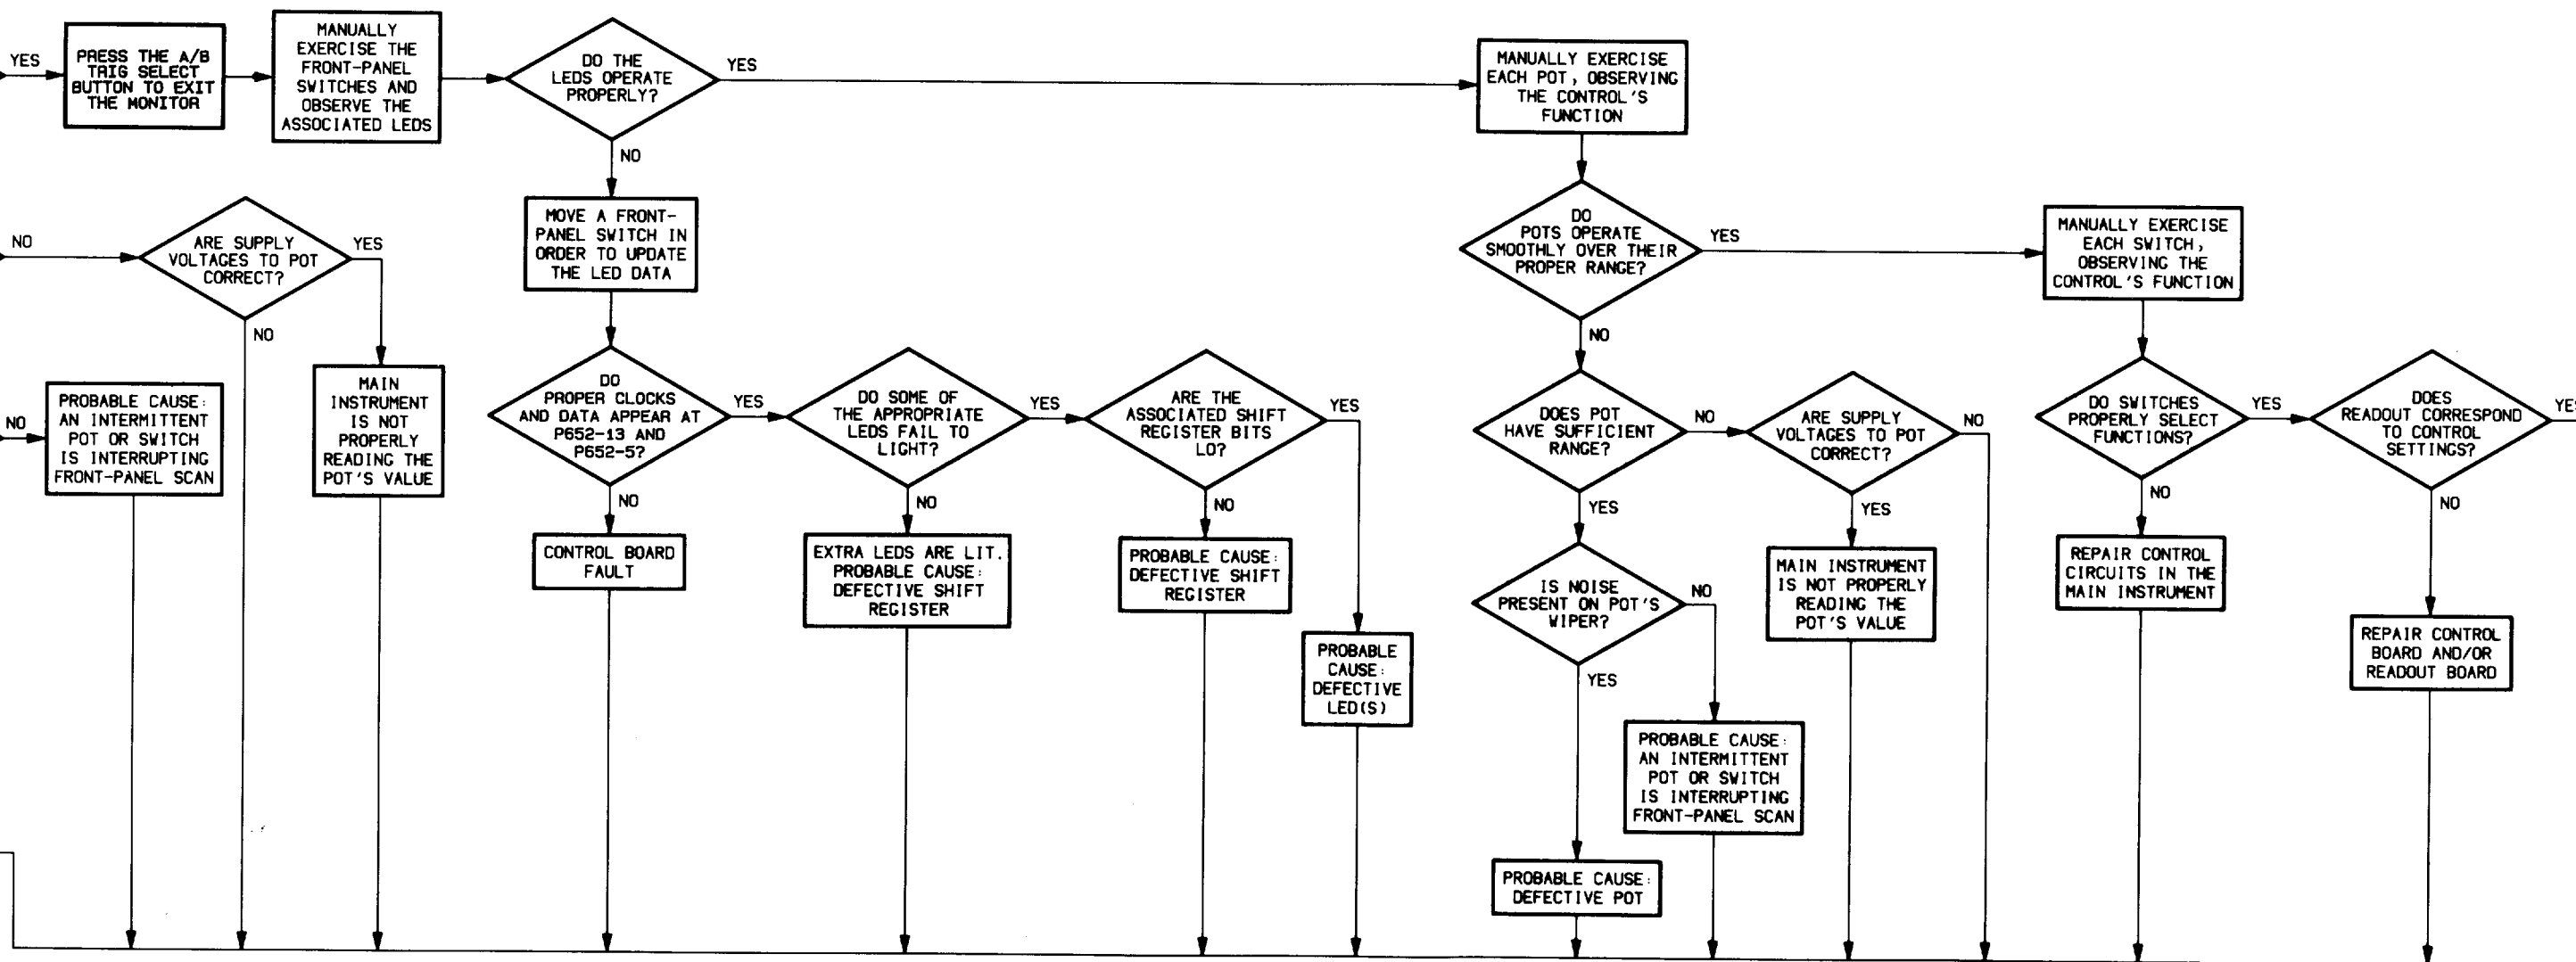 YES
PRESS THE A/B
TRIG SELECT
BUTTON TO EXIT
THE MONITOR
MANUALLY
EXERCISE THE
FRONT-PANEL
SWITCHES AND
OBSERVE THE
ASSOCIATED LEDS
DO THE
LEDS OPERATE
PROPERLY?
YES
NO
MANUALLY EXERCISE
EACH POT, OBSERVING
THE CONTROL'S
FUNCTION
NO
ARE SUPPLY
VOLTAGES TO POT
CORRECT?
YES
NO
MOVE A FRONT-
PANEL SWITCH IN
ORDER TO UPDATE
THE LED DATA
DO
POTS OPERATE
SMOOTHLY OVER THEIR
PROPER RANGE?
YES
NO
MANUALLY EXERCISE
EACH SWITCH,
OBSERVING THE
CONTROL'S FUNCTION
NO
PROBABLE CAUSE:
AN INTERMITTENT
POT OR SWITCH
IS INTERRUPTING
FRONT-PANEL SCAN
MAIN
INSTRUMENT
IS NOT
PROPERLY
READING THE
POT'S VALUE
DO
PROPER CLOCKS
AND DATA APPEAR AT
P652-13 AND
P652-5?
YES
NO
DO SOME OF
THE APPROPRIATE
LEDS FAIL TO
LIGHT?
YES
NO
ARE THE
ASSOCIATED SHIFT
REGISTER BITS
LO?
YES
NO
DOES POT
HAVE SUFFICIENT
RANGE?
NO
YES
ARE SUPPLY
VOLTAGES TO POT
CORRECT?
NO
YES
DO SWITCHES
PROPERLY SELECT
FUNCTIONS?
YES
NO
DOES
READOUT CORRESPOND
TO CONTROL
SETTINGS?
YES
NO
CONTROL BOARD
FAULT
EXTRA LEDS ARE LIT.
PROBABLE CAUSE:
DEFECTIVE SHIFT
REGISTER
PROBABLE CAUSE:
DEFECTIVE SHIFT
REGISTER
PROBABLE
CAUSE:
DEFECTIVE
LED(S)
IS NOISE
PRESENT ON POT'S
WIPER?
NO
YES
MAIN INSTRUMENT
IS NOT PROPERLY
READING THE
POT'S VALUE
REPAIR CONTROL
CIRCUITS IN THE
MAIN INSTRUMENT
REPAIR CONTROL
BOARD AND/OR
READOUT BOARD
PROBABLE CAUSE:
AN INTERMITTENT
POT OR SWITCH
IS INTERRUPTING
FRONT-PANEL SCAN
PROBABLE CAUSE:
DEFECTIVE POT